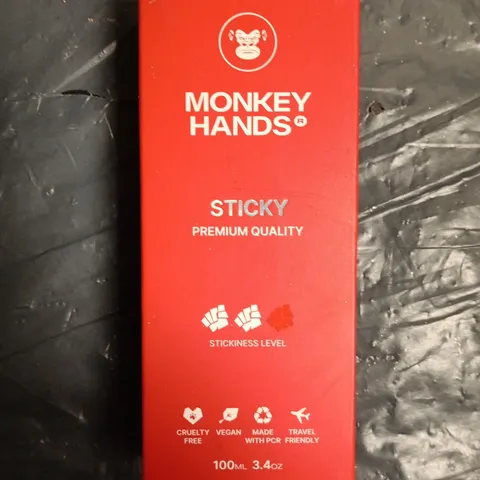 MONKEY
HANDS®
STICKY
PREMIUM QUALITY
STICKINESS LEVEL
CRUELTY FREE
VEGAN
MADE WITH PCR
TRAVEL FRIENDLY
100ML 3.4OZ